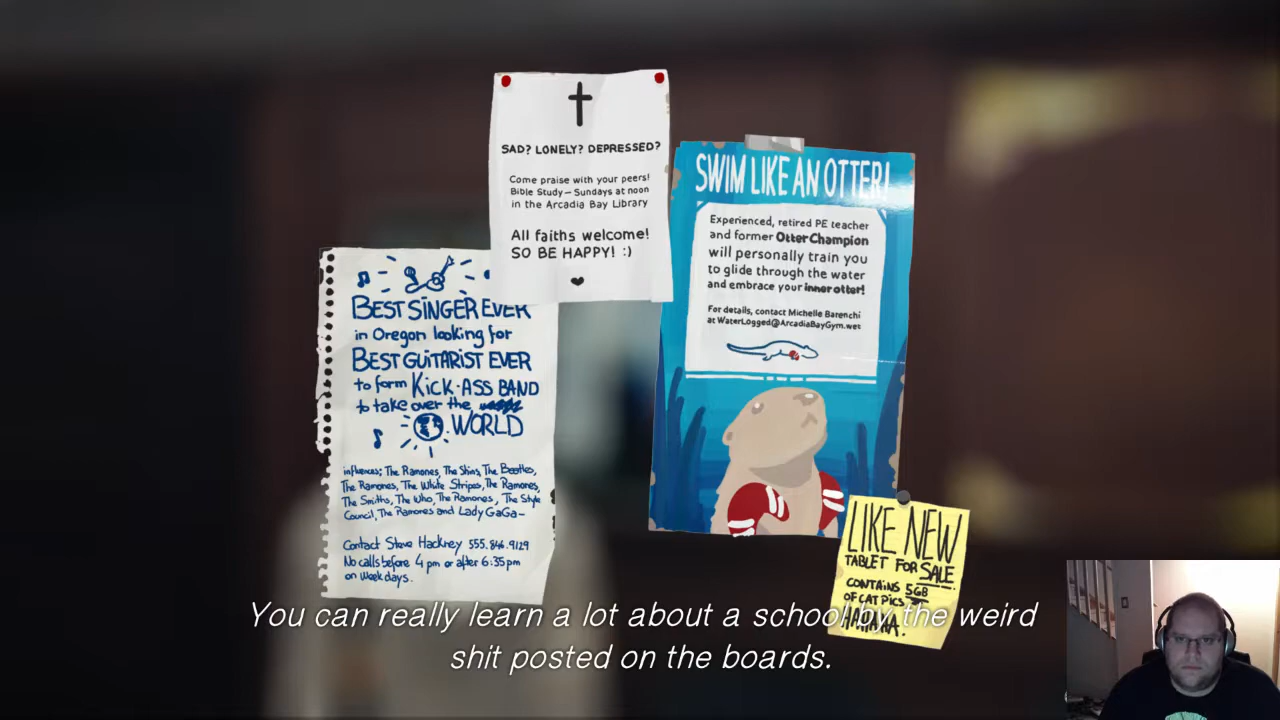 SAD? LONELY? DEPRESSED?
Come praise with your peers!
Bible Study - Sundays at noon
in the Arcadia Bay Library
All faiths welcome!
SO BE HAPPY! :)
SWIM LIKE AN OTTER!
Experienced, retired PE teacher
and former Otter Champion
will personally train you
to glide through the water
and embrace your inner otter!
For details, contact Michelle Barenchi
at WaterLogged@ArcadiaBayGym.wet
BEST SINGER EVER
in Oregon looking for
BEST GUITARIST EVER
to form KICK-ASS BAND
to take over the
WORLD
influences: The Ramones, The Shins, The Beatles,
The Ramones, The White Stripes, The Ramones,
The Smiths, The Who, The Ramones, The Style
Council, The Ramones and Lady GaGa-
Contact Steve Hackney 555.846.9129
No calls before 4 pm or after 6:35 pm
on weekdays.
LIKE NEW
TABLET FOR SALE
CONTAINS 5GB
OF CAT PICS
HAHAHA.
You can really learn a lot about a school by the weird
shit posted on the boards.